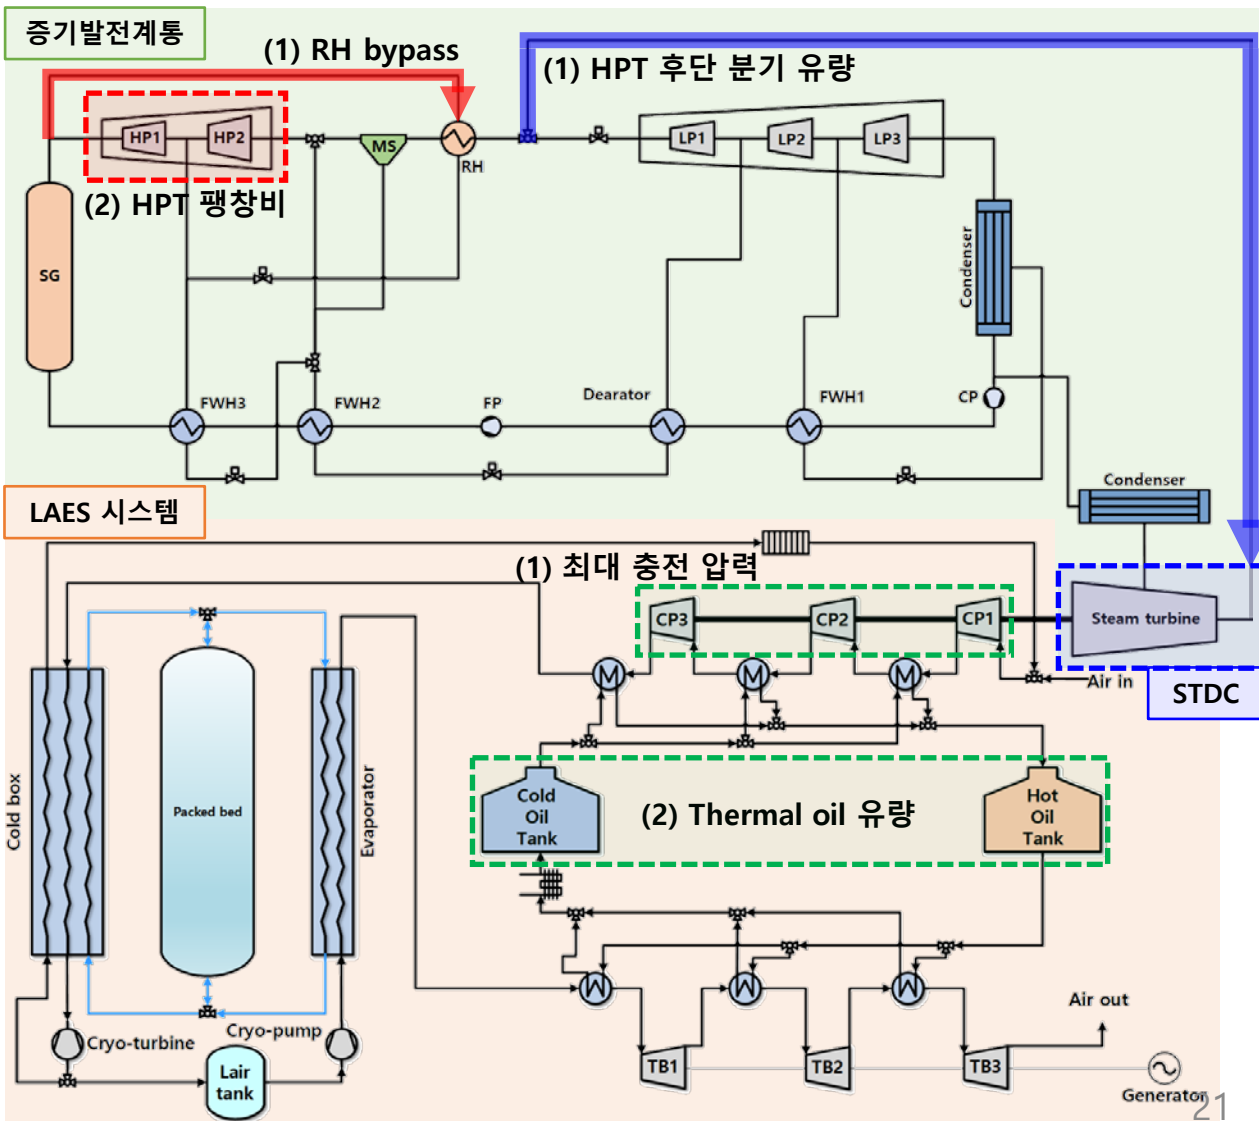 증기발전계통
(1) RH bypass
(1) HPT 후단 분기 유량
HP1
HP2
MS
RH
LP1
LP2
LP3
(2) HPT 팽창비
SG
Condenser
FWH3
FWH2
FP
Dearator
FWH1
CP
Condenser
LAES 시스템
(1) 최대 충전 압력
CP3
CP2
CP1
Steam turbine
Air in
STDC
Cold box
Packed bed
Evaporator
Cold
Oil
Tank
(2) Thermal oil 유량
Hot
Oil
Tank
Cryo-turbine
Cryo-pump
Lair
tank
TB1
TB2
TB3
Air out
Generator
21